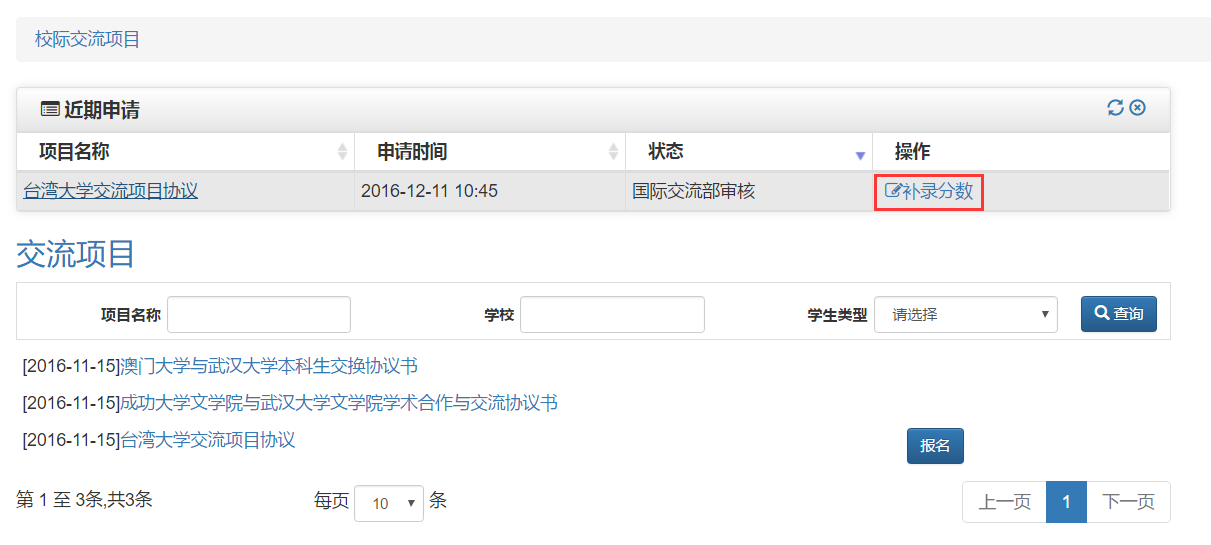 校际交流项目
近期申请
项目名称 申请时间 状态 操作
台湾大学交流项目协议 2016-12-11 10:45 国际交流部审核 补录分数
交流项目
项目名称 学校 学生类型 请选择 查询
[2016-11-15]澳门大学与武汉大学本科生交换协议书
[2016-11-15]成功大学文学院与武汉大学文学院学术合作与交流协议书
[2016-11-15]台湾大学交流项目协议 报名
第 1 至 3条,共3条 每页 10 条 上一页 1 下一页